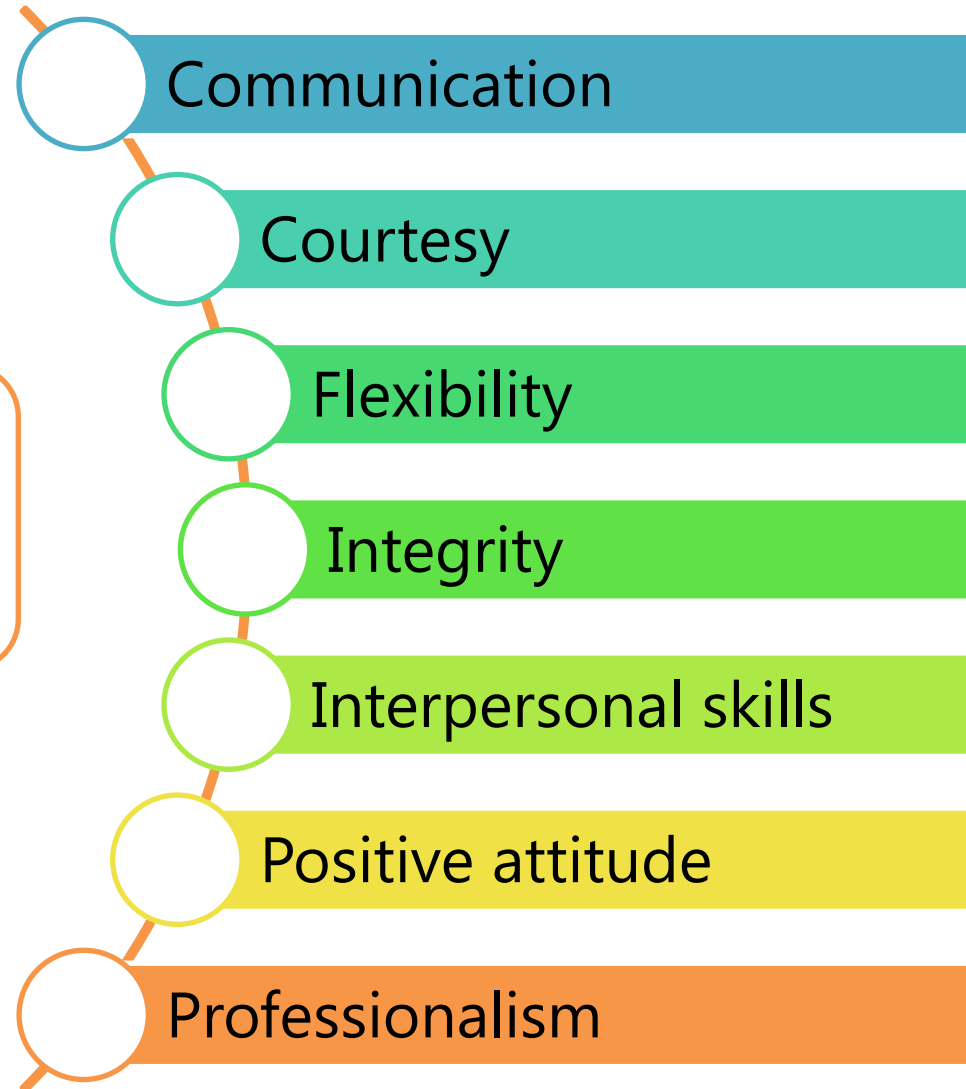 Communication
Courtesy
Flexibility
Integrity
Interpersonal skills
Positive attitude
Professionalism